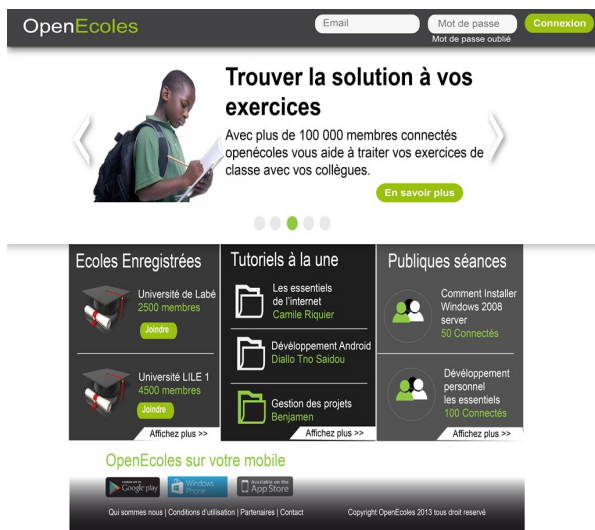 OpenEcoles
Email
Mot de passe
Connexion
Mot de passe oublié
Trouver la solution à vos
exercices
Avec plus de 100 000 membres connectés
openécoles vous aide à traiter vos exercices de
classe avec vos collègues.
En savoir plus
Ecoles Enregistrées
Université de Labé
2500 membres
Joindre
Université LILE 1
4500 membres
Joindre
Affichez plus >>
Tutoriels à la une
Les essentiels
de l'internet
Camile Riquier
Dévéloppement Android
Diallo Tno Saidou
Gestion des projets
Benjamen
Affichez plus >>
Publiques séances
Comment Installer
Windows 2008
server
50 Connectés
Dévéloppement
personnel
les essentiels
100 Connectés
Affichez plus >>
OpenEcoles sur votre mobile
Google play
Windows
Phone
Available on the
App Store
Qui sommes nous | Conditions d'utilisation | Partenaires | Contact
Copyright OpenEcoles 2013 tous droit reservé